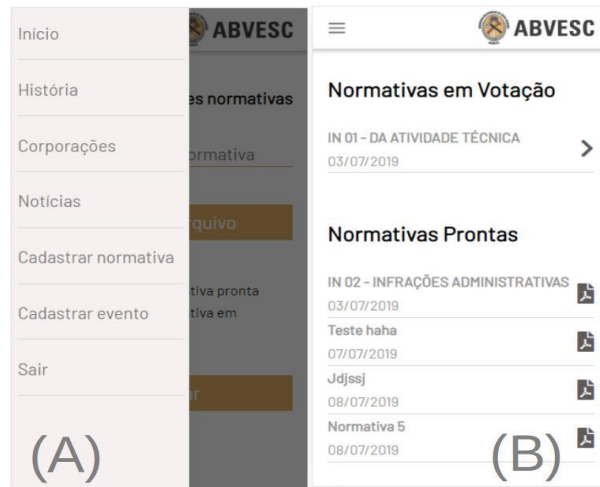 Início
História
Corporações
Notícias
Cadastrar normativa
Cadastrar evento
Sair
ABVESC
es normativas
ormativa
rquivo
tiva pronta
tiva em
ar
(A)
ABVESC
Normativas em Votação
IN 01 - DA ATIVIDADE TÉCNICA
03/07/2019
Normativas Prontas
IN 02 - INFRAÇÕES ADMINISTRATIVAS
03/07/2019
Teste haha
07/07/2019
Jdjssj
08/07/2019
Normativa 5
08/07/2019
(B)